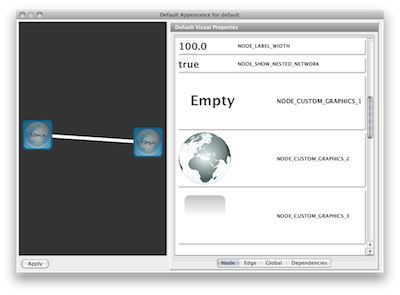 Default Appearance for default
Default Visual Properties
100.0 NODE_LABEL_WIDTH
true NODE_SHOW_NESTED_NETWORK
Empty NODE_CUSTOM_GRAPHICS_1
NODE_CUSTOM_GRAPHICS_2
NODE_CUSTOM_GRAPHICS_3
Apply
Node Edge Global Dependencies